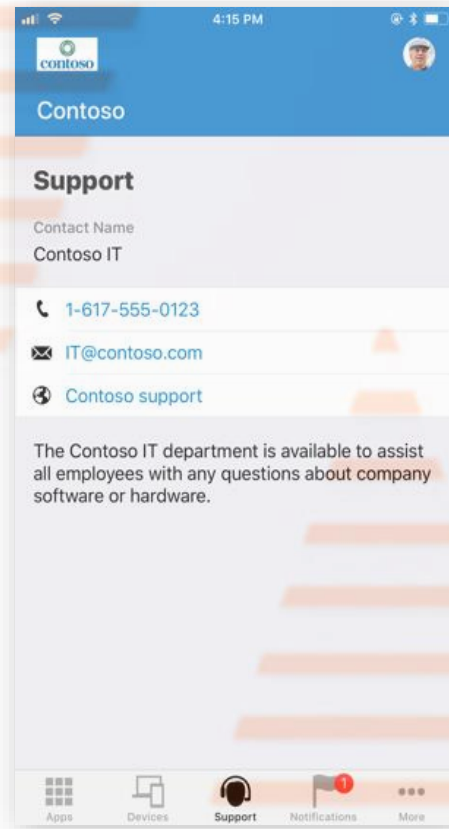 4:15 PM
contoso
Contoso
Support
Contact Name
Contoso IT
1-617-555-0123
IT@contoso.com
Contoso support
The Contoso IT department is available to assist
all employees with any questions about company
software or hardware.
1
Apps Devices Support Notifications More